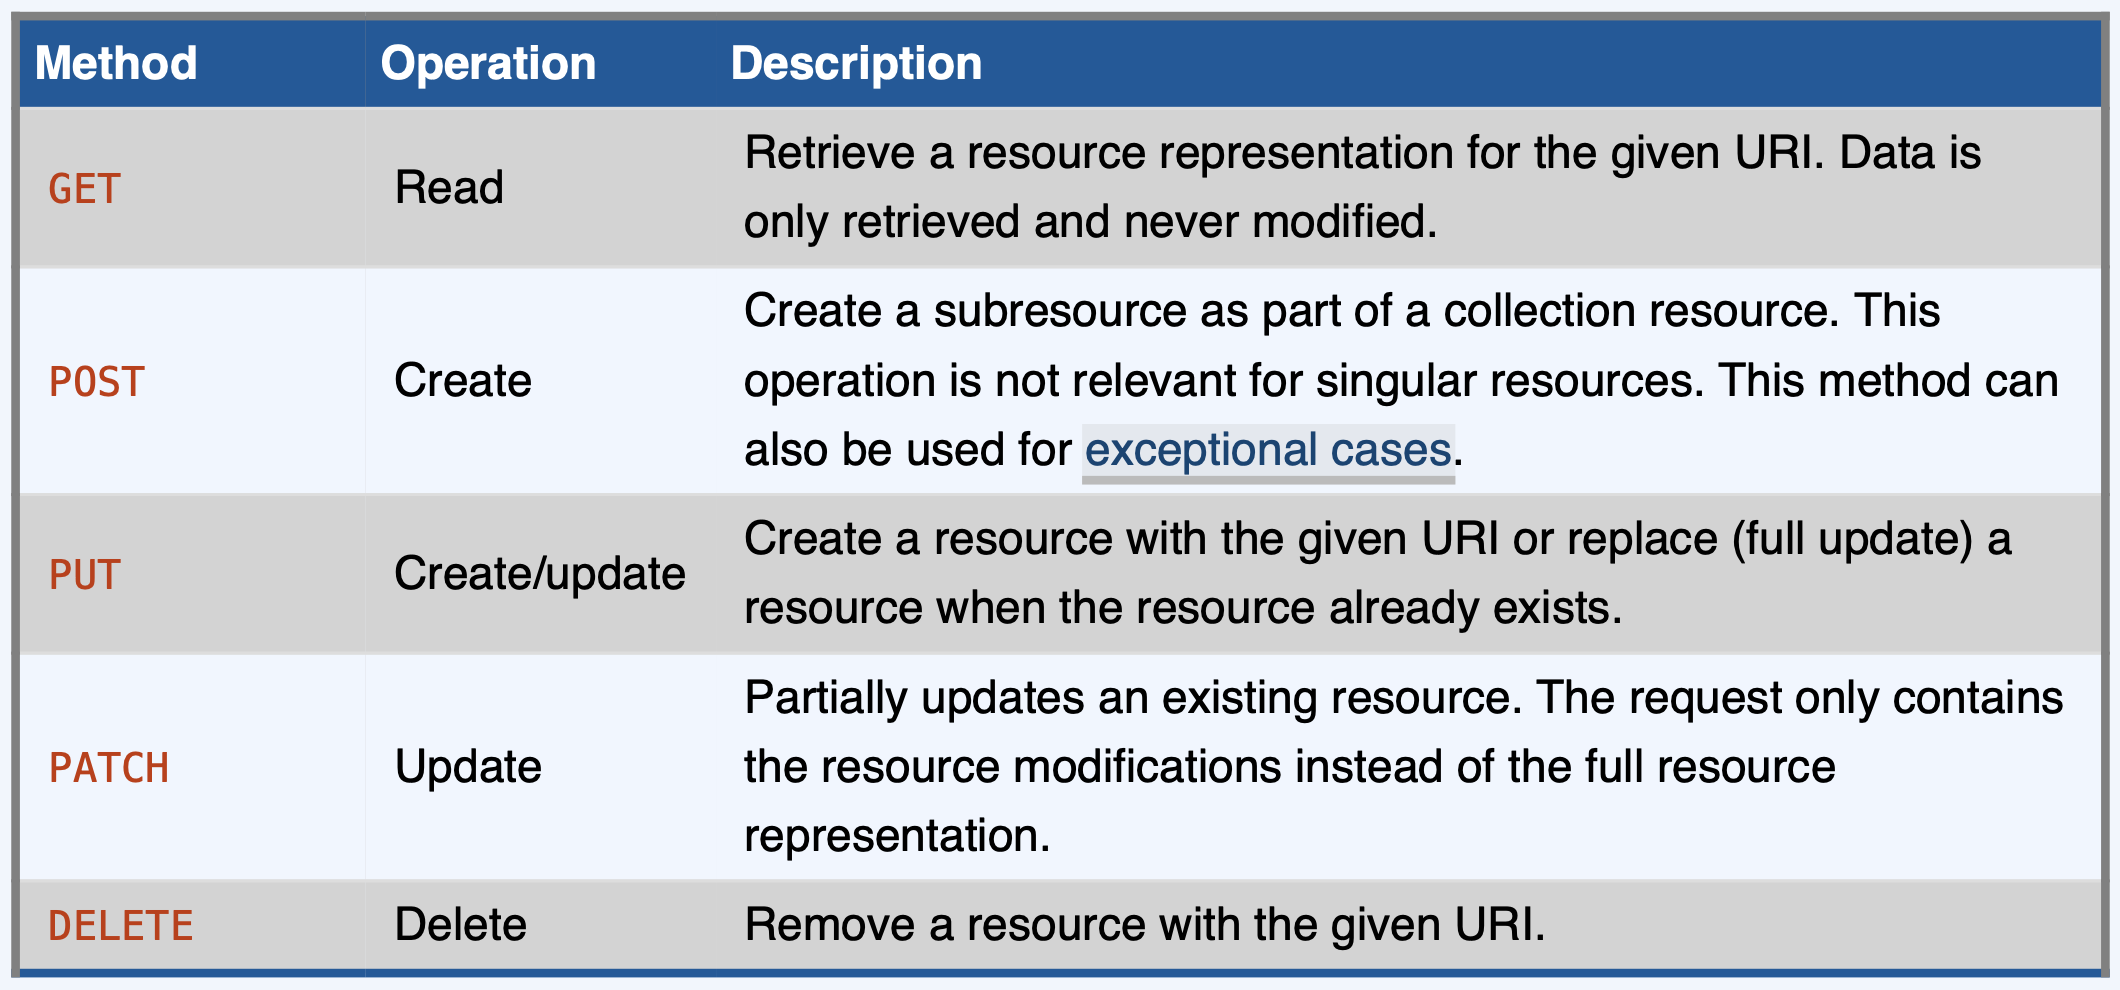 Method Operation Description
GET Read Retrieve a resource representation for the given URI. Data is
only retrieved and never modified.
POST Create Create a subresource as part of a collection resource. This
operation is not relevant for singular resources. This method can
also be used for exceptional cases.
PUT Create/update Create a resource with the given URI or replace (full update) a
resource when the resource already exists.
PATCH Update Partially updates an existing resource. The request only contains
the resource modifications instead of the full resource
representation.
DELETE Delete Remove a resource with the given URI.